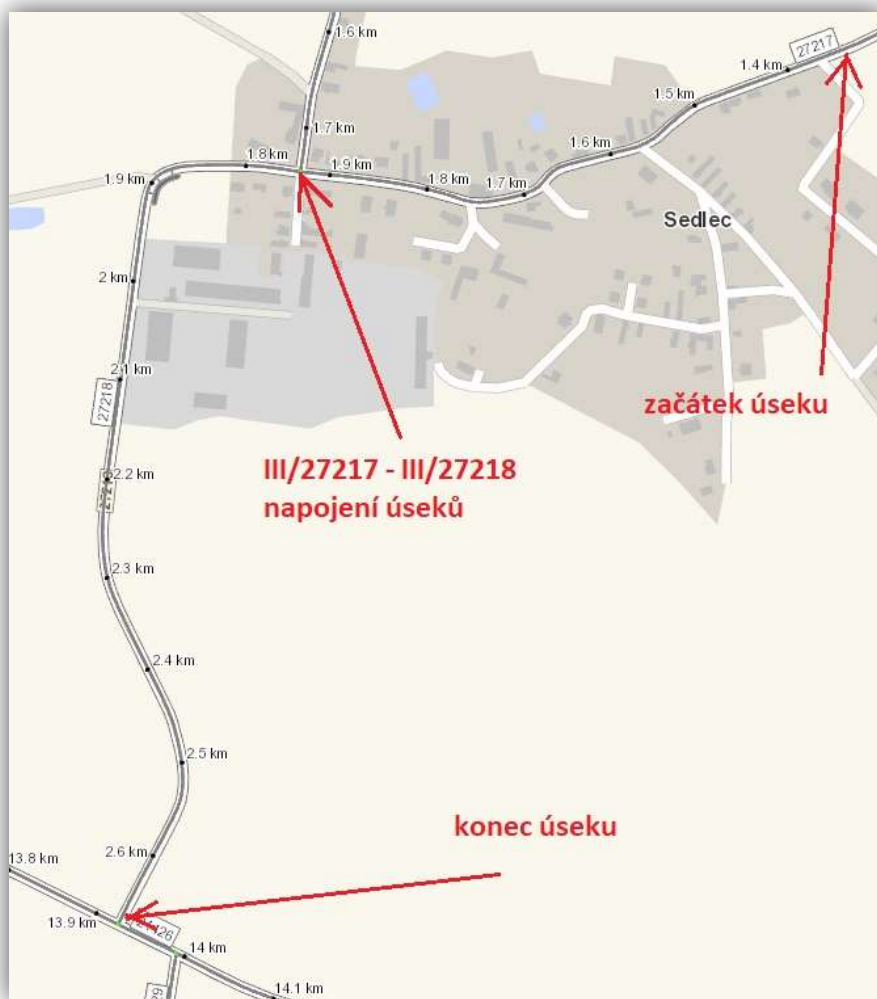 1.6 km
27217
1.4 km
1.5 km
1.7 km
1.6 km
1.8 km
1.9 km
1.9 km
1.8 km
1.7 km
Sedlec
2 km
2.1 km
27218
začátek úseku
III/27217 - III/27218
napojení úseků
2.2 km
2.3 km
2.4 km
2.5 km
konec úseku
2.6 km
13.8 km
13.9 km
14 km
14.1 km